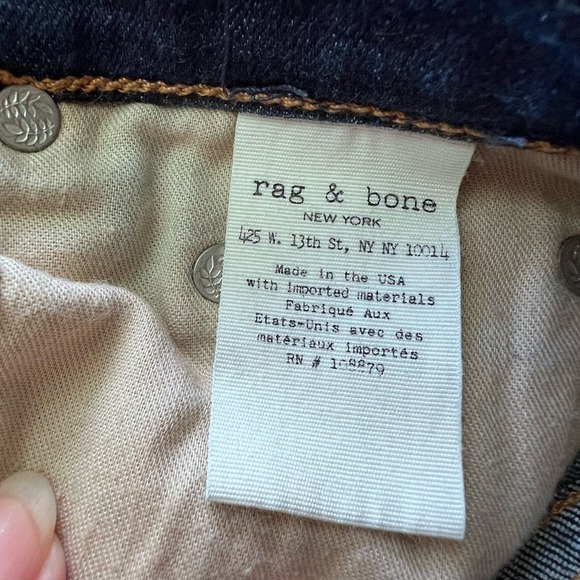 rag & bone
NEW YORK
425 W. 13th St, NY NY 10014
Made in the USA
with imported materials
Fabriqué Aux
Etats-Unis avec des
matériaux importés
RN # 108879